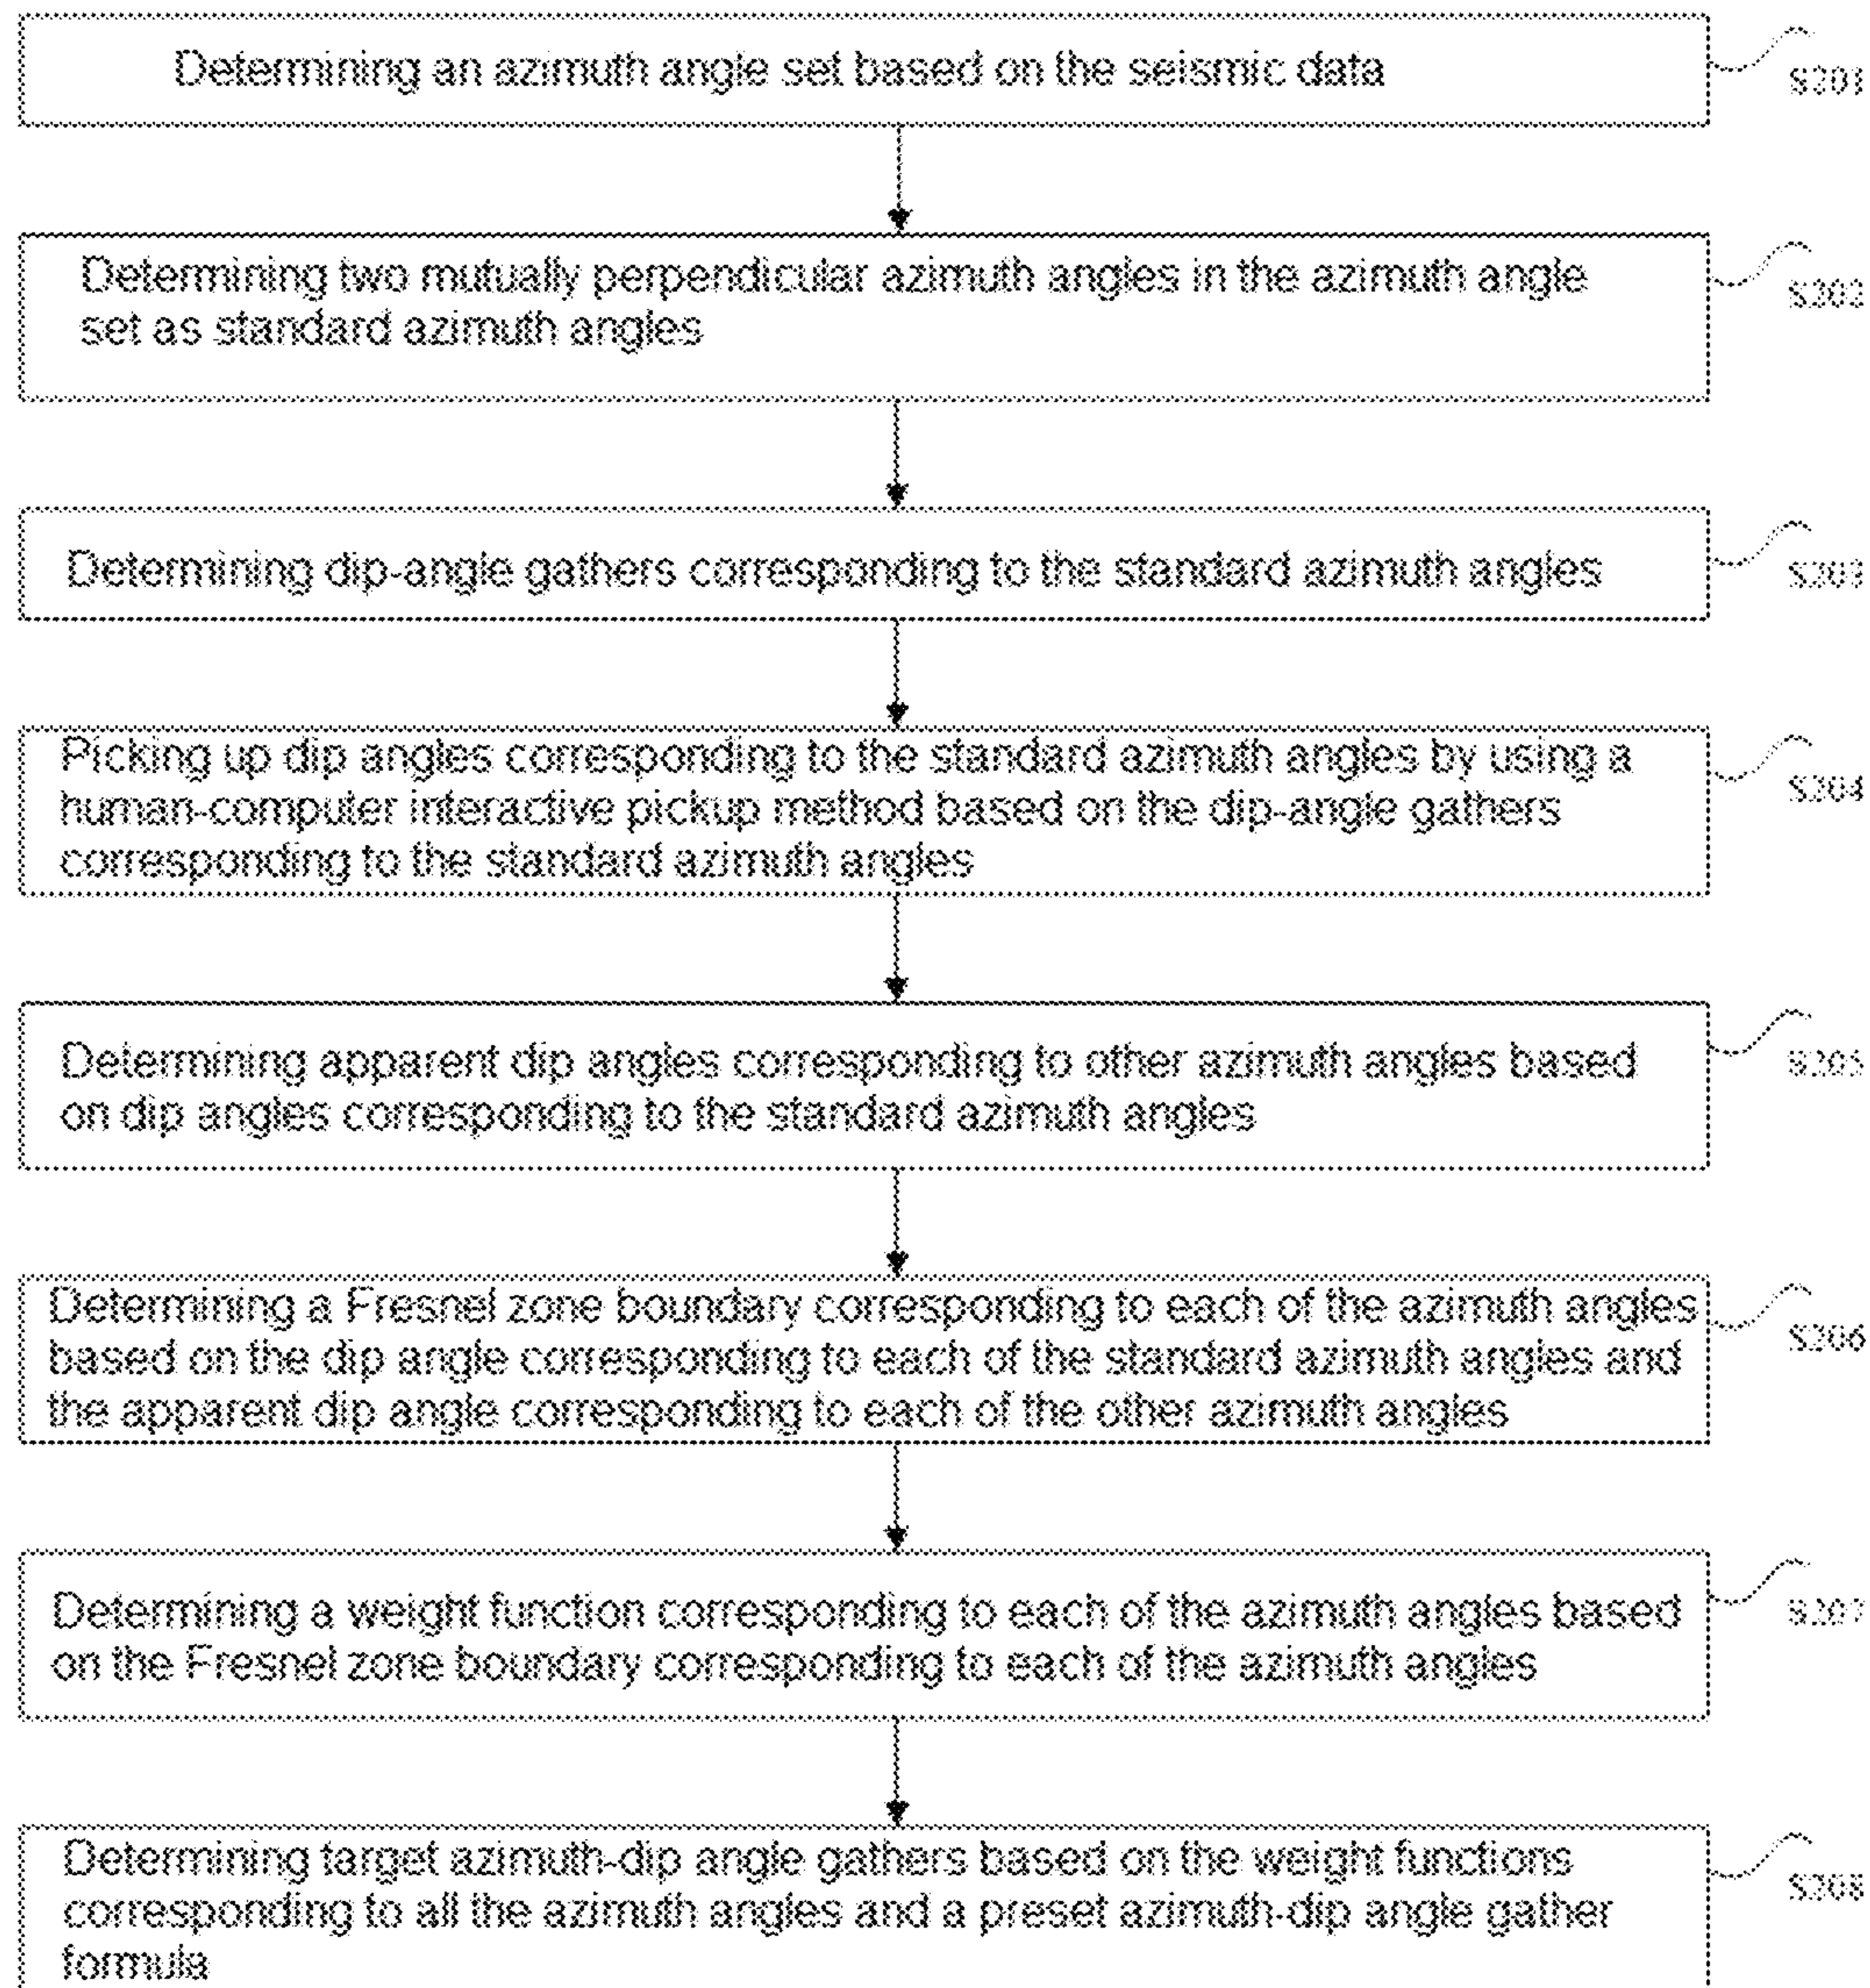 Determining an azimuth angle set based on the seismic data
S201
Determining two mutually perpendicular azimuth angles in the azimuth angle
set as standard azimuth angles
S202
Determining dip-angle gathers corresponding to the standard azimuth angles
S203
Picking up dip angles corresponding to the standard azimuth angles by using a
human-computer interactive pickup method based on the dip-angle gathers
corresponding to the standard azimuth angles
S204
Determining apparent dip angles corresponding to other azimuth angles based
on dip angles corresponding to the standard azimuth angles
S205
Determining a Fresnel zone boundary corresponding to each of the azimuth angles
based on the dip angle corresponding to each of the standard azimuth angles and
the apparent dip angle corresponding to each of the other azimuth angles
S206
Determining a weight function corresponding to each of the azimuth angles based
on the Fresnel zone boundary corresponding to each of the azimuth angles
S207
Determining target azimuth-dip angle gathers based on the weight functions
corresponding to all the azimuth angles and a preset azimuth-dip angle gather
formula
S208